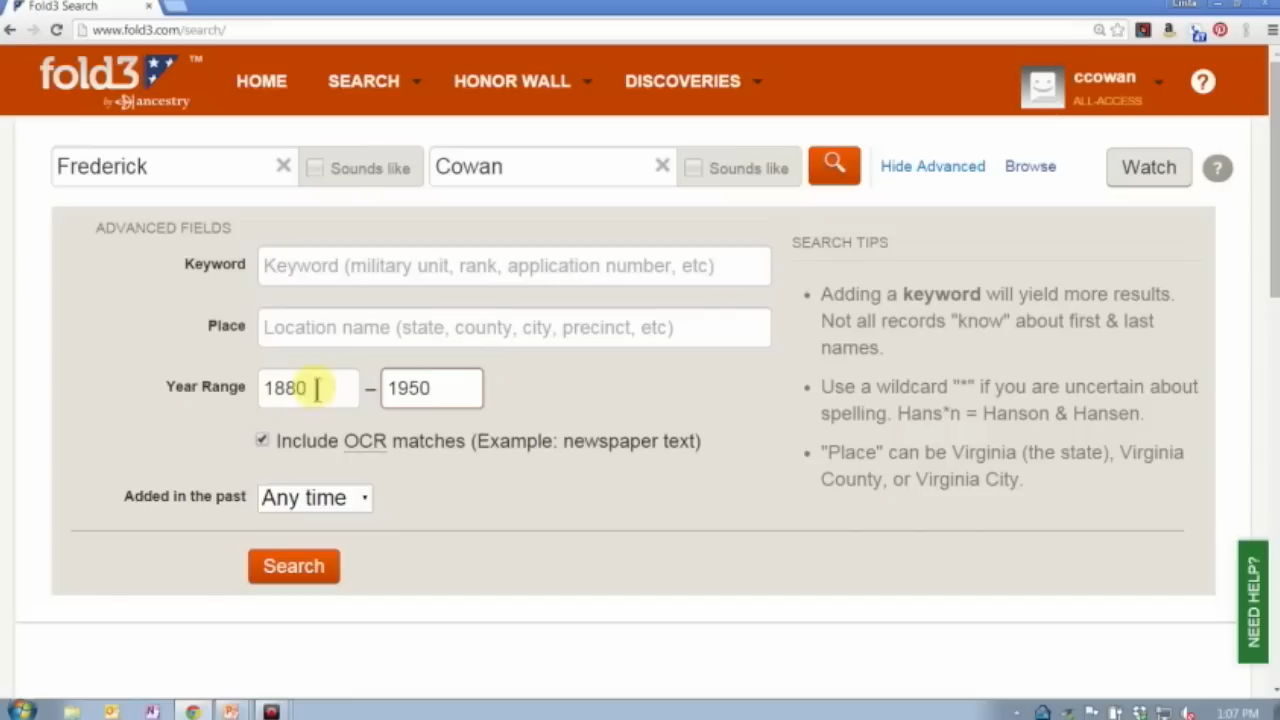 Fold3 Search
www.fold3.com/search/
fold3™ HOME SEARCH HONOR WALL DISCOVERIES ccowan ?
by ancestry ALL-ACCESS
Frederick Sounds like Cowan Sounds like Hide Advanced Browse Watch ?
ADVANCED FIELDS
Keyword Keyword (military unit, rank, application number, etc)
Place Location name (state, county, city, precinct, etc)
Year Range 1880 – 1950
Include OCR matches (Example: newspaper text)
Added in the past Any time
Search
SEARCH TIPS
• Adding a keyword will yield more results.
Not all records "know" about first & last
names.
• Use a wildcard "*" if you are uncertain about
spelling. Hans*n = Hanson & Hansen.
• "Place" can be Virginia (the state), Virginia
County, or Virginia City.
NEED HELP?
1:07 PM